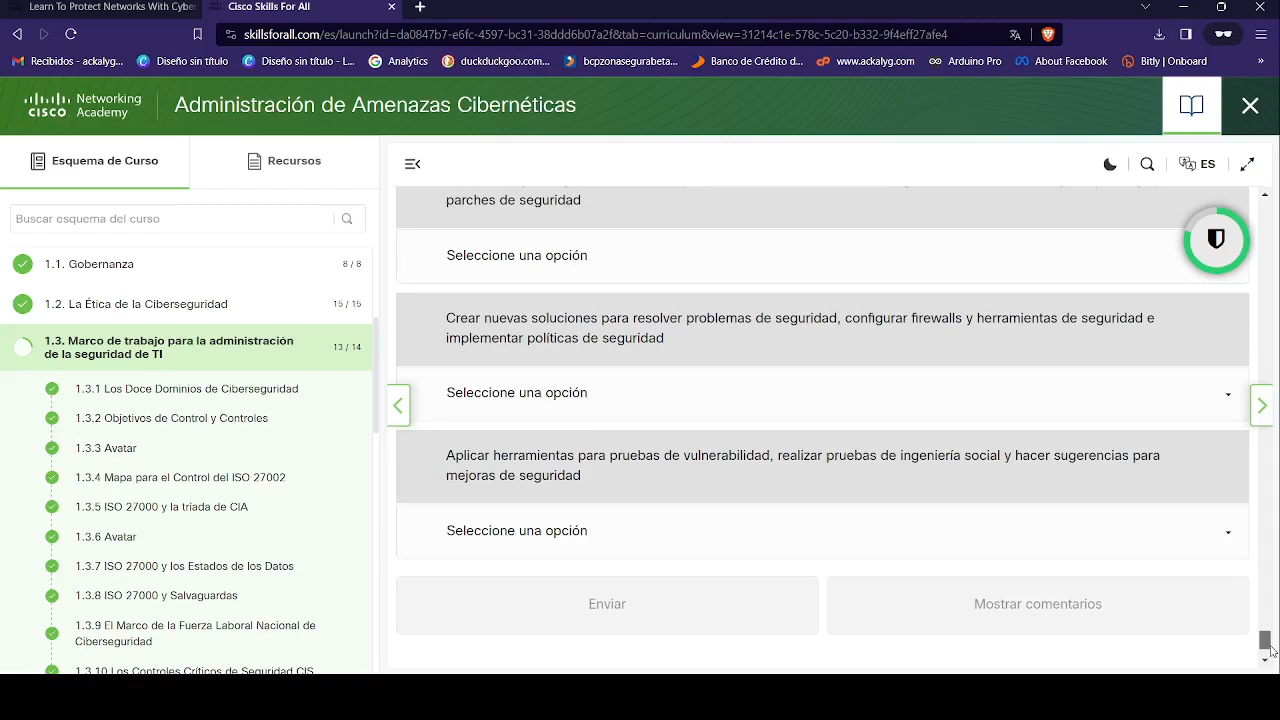 Learn To Protect Networks With Cyber
Cisco Skills For All
skillsforall.com/es/launch?id=da0847b7-e6fc-4597-bc31-38ddd6b07a2f&tab=curriculum&view=31214c1e-578c-5c20-b332-9f4eff27afe4
Recibidos - ackalyg...
Diseño sin título
Diseño sin título - L...
Analytics
duckduckgoo.com...
bcpzonasegurabeta...
Banco de Crédito d...
www.ackalyg.com
Arduino Pro
About Facebook
Bitly | Onboard
»
CISCO
Networking
Academy
Administración de Amenazas Cibernéticas
Esquema de Curso
Recursos
ES
Buscar esquema del curso
1.1. Gobernanza
8 / 8
1.2. La Ética de la Ciberseguridad
15 / 15
1.3. Marco de trabajo para la administración
de la seguridad de TI
13 / 14
1.3.1 Los Doce Dominios de Ciberseguridad
1.3.2 Objetivos de Control y Controles
1.3.3 Avatar
1.3.4 Mapa para el Control del ISO 27002
1.3.5 ISO 27000 y la tríada de CIA
1.3.6 Avatar
1.3.7 ISO 27000 y los Estados de los Datos
1.3.8 ISO 27000 y Salvaguardas
1.3.9 El Marco de la Fuerza Laboral Nacional de
Ciberseguridad
1.3.10 Los Controles Críticos de Seguridad CIS
parches de seguridad
Seleccione una opción
Crear nuevas soluciones para resolver problemas de seguridad, configurar firewalls y herramientas de seguridad e
implementar políticas de seguridad
Seleccione una opción
Aplicar herramientas para pruebas de vulnerabilidad, realizar pruebas de ingeniería social y hacer sugerencias para
mejoras de seguridad
Seleccione una opción
Enviar
Mostrar comentarios